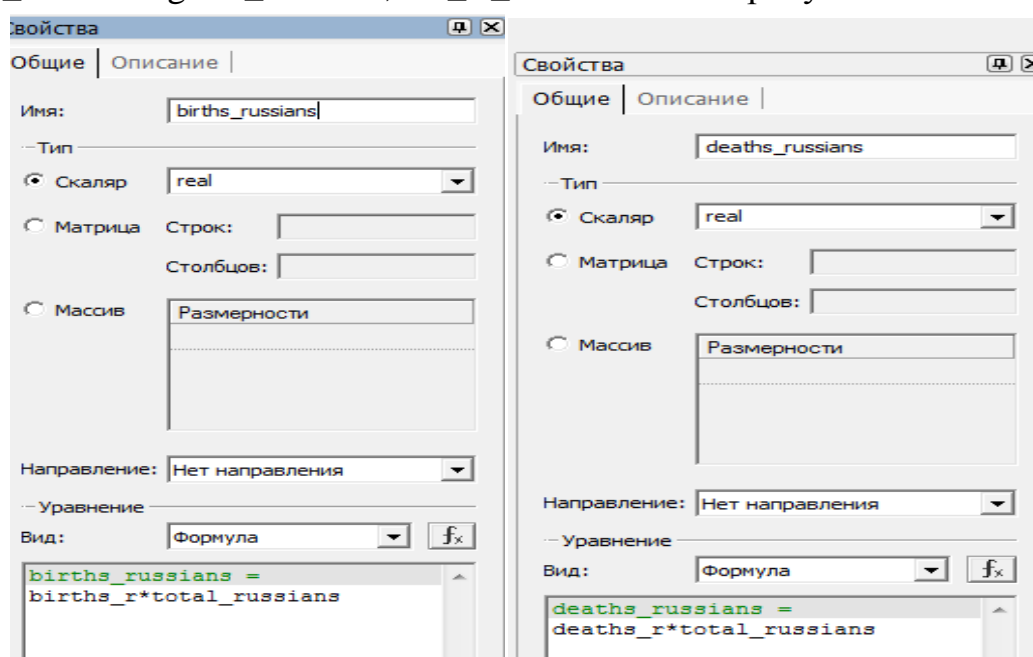 Свойства
Общие Описание
Имя: births_russians
Тип
Скаляр real
Матрица Строк:
Столбцов:
Массив Размерности
Направление: Нет направления
Уравнение
Вид: Формула fx
births_russians =
births_r*total_russians
Свойства
Общие Описание
Имя: deaths_russians
Тип
Скаляр real
Матрица Строк:
Столбцов:
Массив Размерности
Направление: Нет направления
Уравнение
Вид: Формула fx
deaths_russians =
deaths_r*total_russians